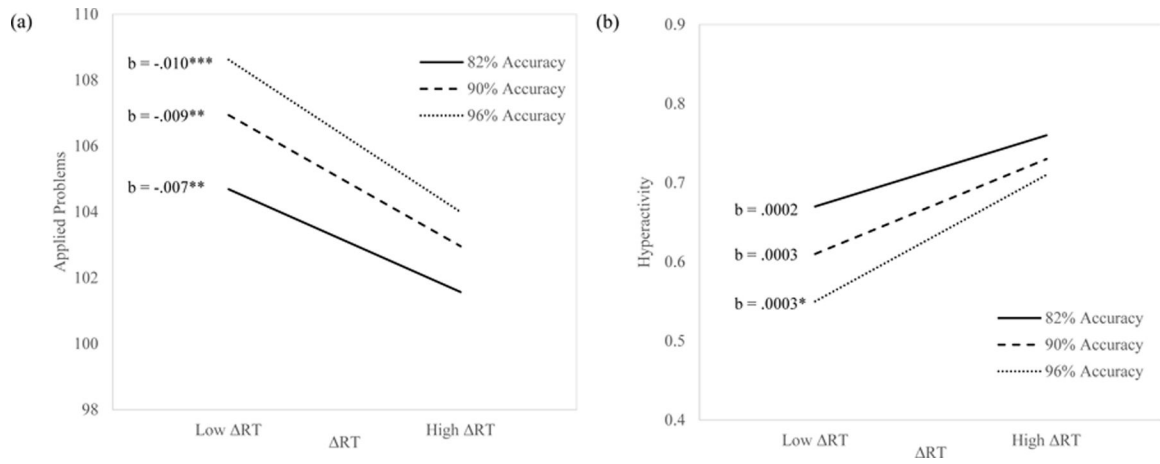 (a)
110
108
106
104
102
100
98
Applied Problems
b = -.010***
b = -.009**
b = -.007**
82% Accuracy
90% Accuracy
96% Accuracy
Low ΔRT
High ΔRT
ΔRT
(b)
0.9
0.8
0.7
0.6
0.5
0.4
Hyperactivity
b = .0002
b = .0003
b = .0003*
82% Accuracy
90% Accuracy
96% Accuracy
Low ΔRT
High ΔRT
ΔRT